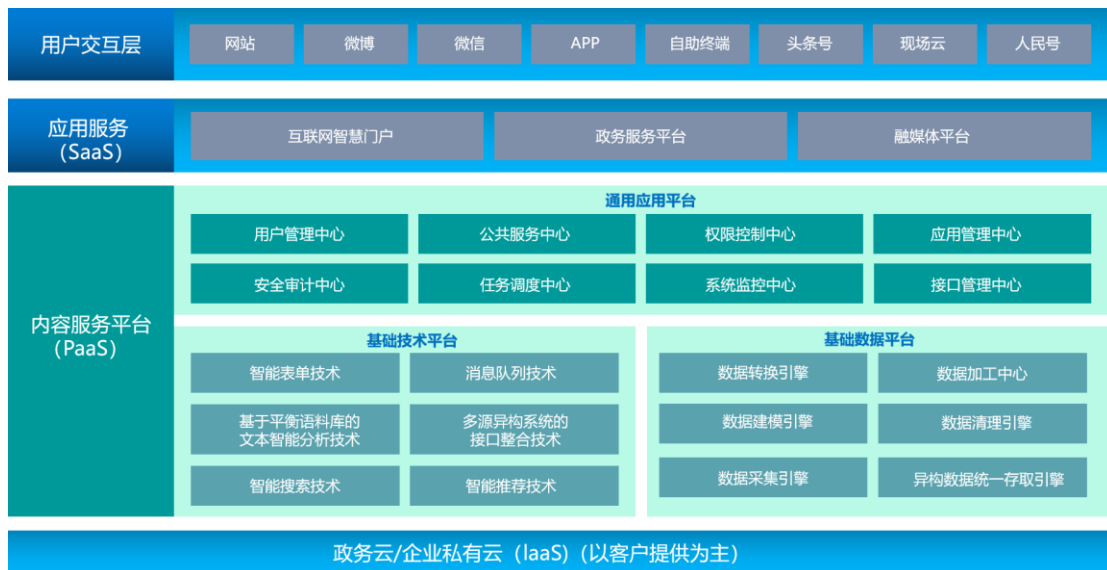 用户交互层
网站
微博
微信
APP
自助终端
头条号
现场云
人民号
应用服务
（SaaS）
互联网智慧门户
政务服务平台
融媒体平台
内容服务平台
（PaaS）
通用应用平台
用户管理中心
公共服务中心
权限控制中心
应用管理中心
安全审计中心
任务调度中心
系统监控中心
接口管理中心
基础技术平台
智能表单技术
消息队列技术
基于平衡语料库的
文本智能分析技术
多源异构系统的
接口整合技术
智能搜索技术
智能推荐技术
基础数据平台
数据转换引擎
数据加工中心
数据建模引擎
数据清理引擎
数据采集引擎
异构数据统一存取引擎
政务云/企业私有云（IaaS)（以客户提供为主）